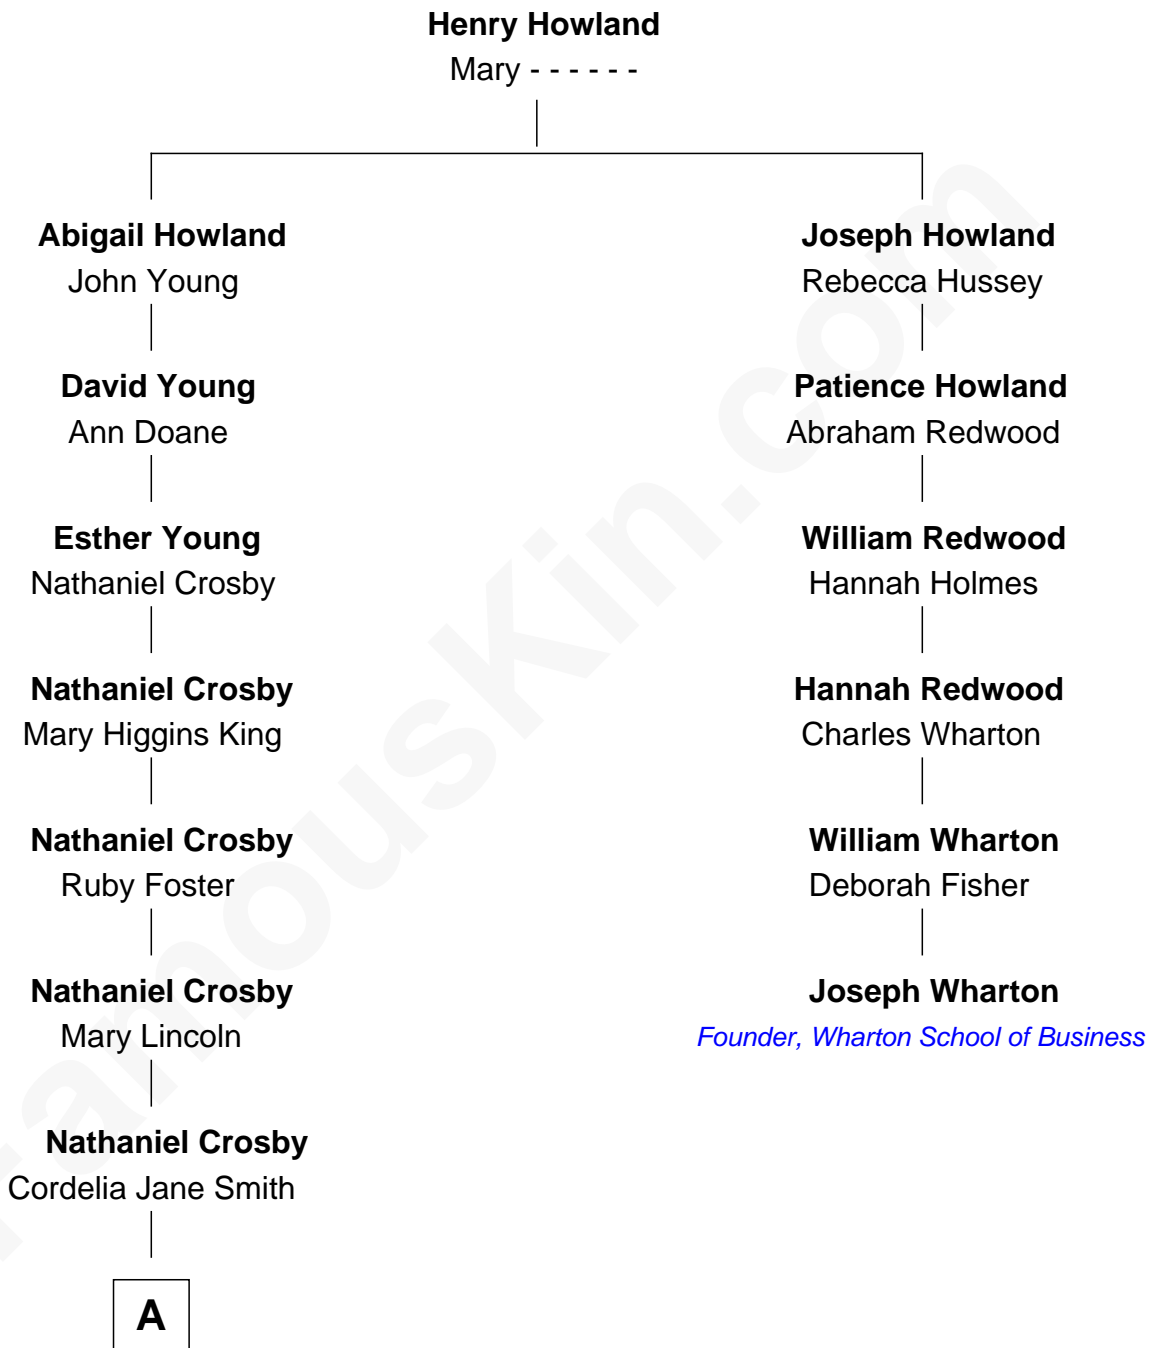 Henry Howland
Mary - - - - - -
Abigail Howland
John Young
Joseph Howland
Rebecca Hussey
David Young
Ann Doane
Patience Howland
Abraham Redwood
Esther Young
Nathaniel Crosby
William Redwood
Hannah Holmes
Nathaniel Crosby
Mary Higgins King
Hannah Redwood
Charles Wharton
Nathaniel Crosby
Ruby Foster
William Wharton
Deborah Fisher
Nathaniel Crosby
Mary Lincoln
Joseph Wharton
Founder, Wharton School of Business
Nathaniel Crosby
Cordelia Jane Smith
A
FamousKin.com